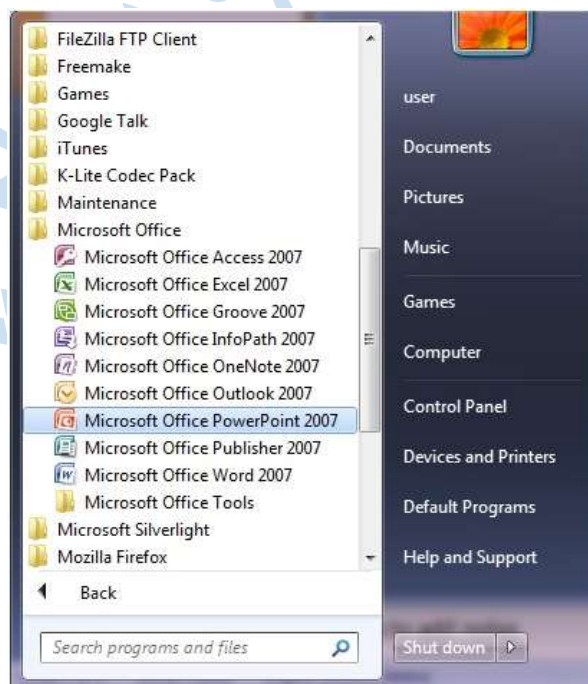 FileZilla FTP Client
Freemake
Games
Google Talk
iTunes
K-Lite Codec Pack
Maintenance
Microsoft Office
Microsoft Office Access 2007
Microsoft Office Excel 2007
Microsoft Office Groove 2007
Microsoft Office InfoPath 2007
Microsoft Office OneNote 2007
Microsoft Office Outlook 2007
Microsoft Office PowerPoint 2007
Microsoft Office Publisher 2007
Microsoft Office Word 2007
Microsoft Office Tools
Microsoft Silverlight
Mozilla Firefox
Back
Search programs and files
user
Documents
Pictures
Music
Games
Computer
Control Panel
Devices and Printers
Default Programs
Help and Support
Shut down